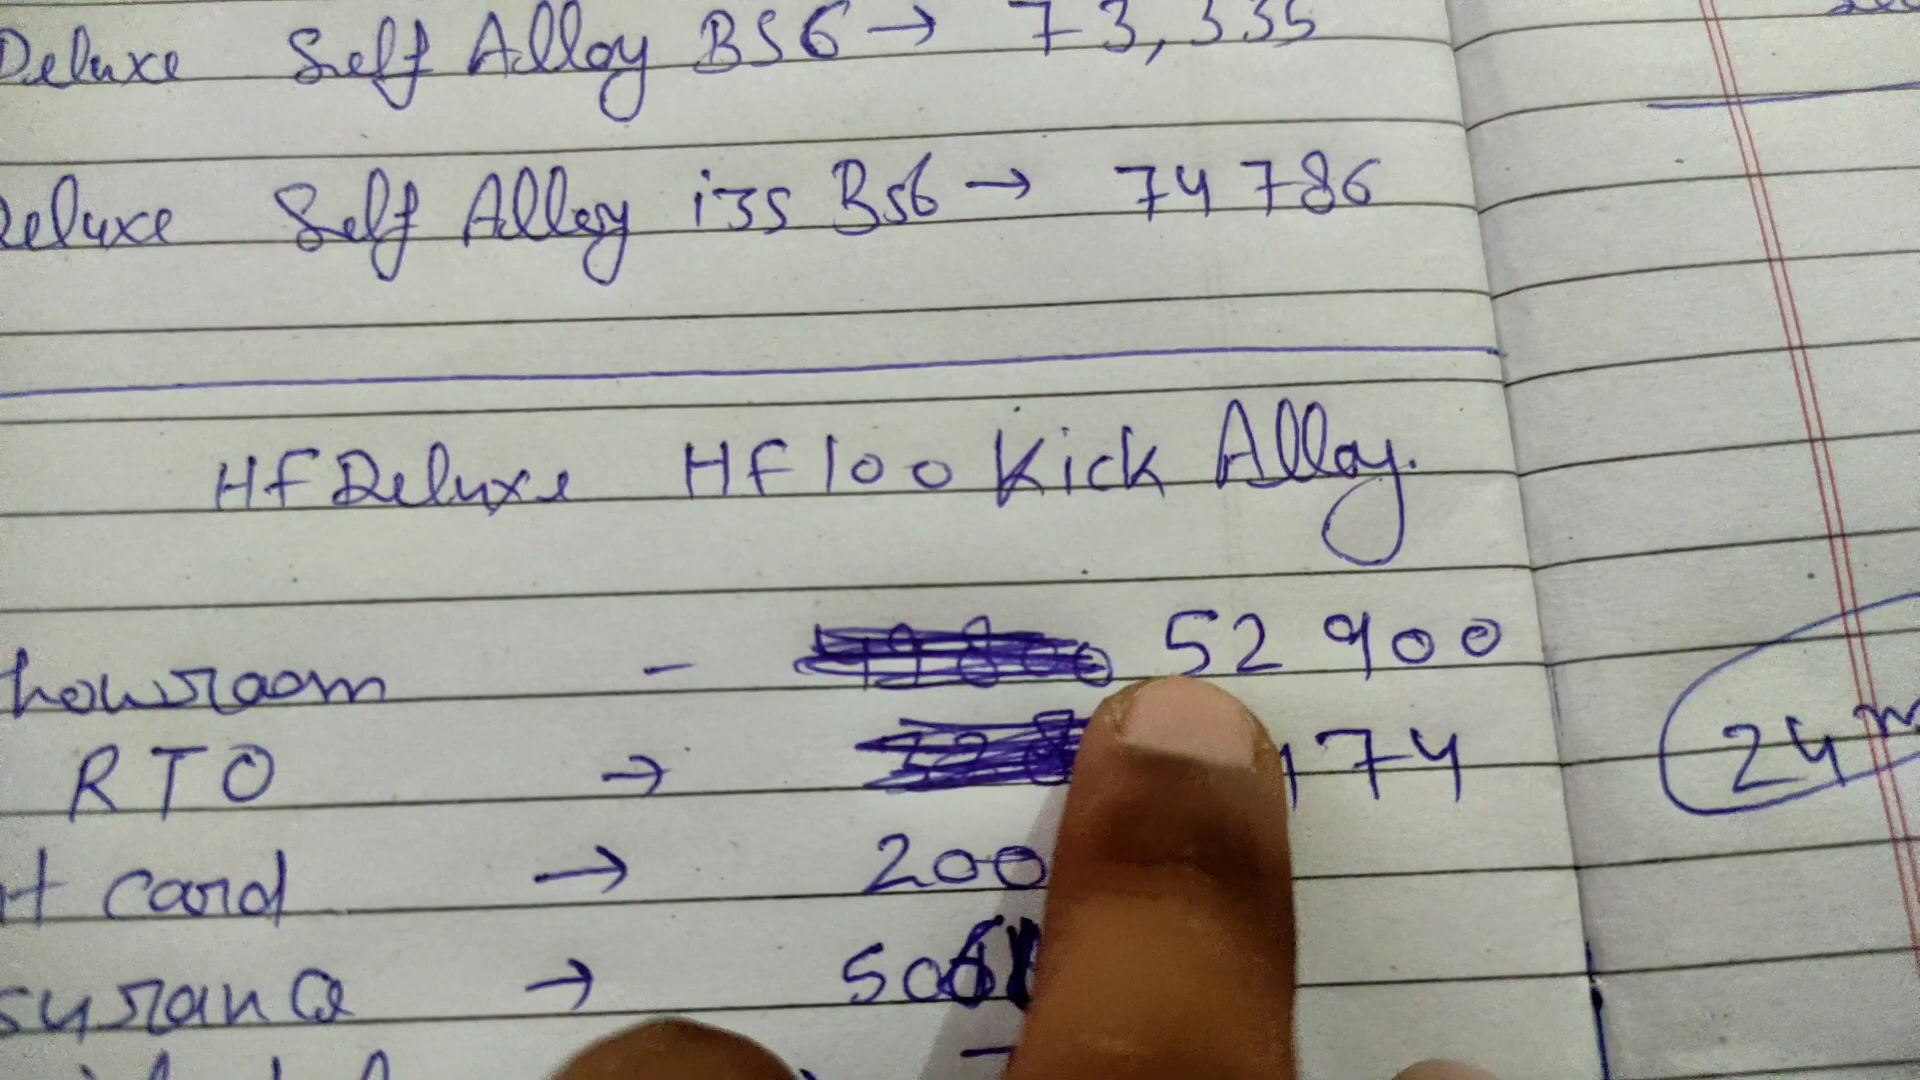 Deluxe Self Alloy BS6 → 73,335
Deluxe Self Alloy i3s Bs6 → 74786
HF Deluxe HF100 Kick Alloy.
howroom - 52900
RTO → 174
t card → 200
surance →
24